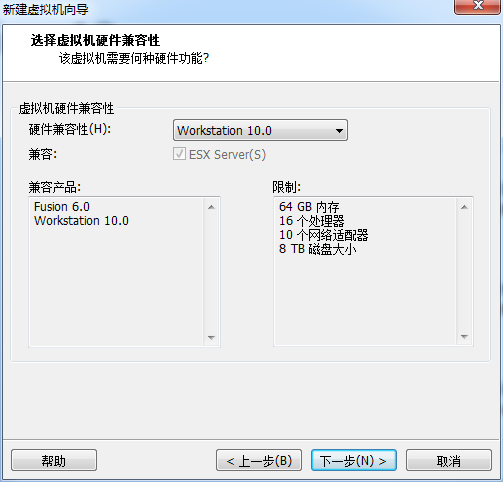 新建虚拟机向导
选择虚拟机硬件兼容性
该虚拟机需要何种硬件功能?
虚拟机硬件兼容性
硬件兼容性(H): Workstation 10.0
兼容: ESX Server(S)
兼容产品:
Fusion 6.0
Workstation 10.0
限制:
64 GB 内存
16 个处理器
10 个网络适配器
8 TB 磁盘大小
帮助 < 上一步(B) 下一步(N) > 取消